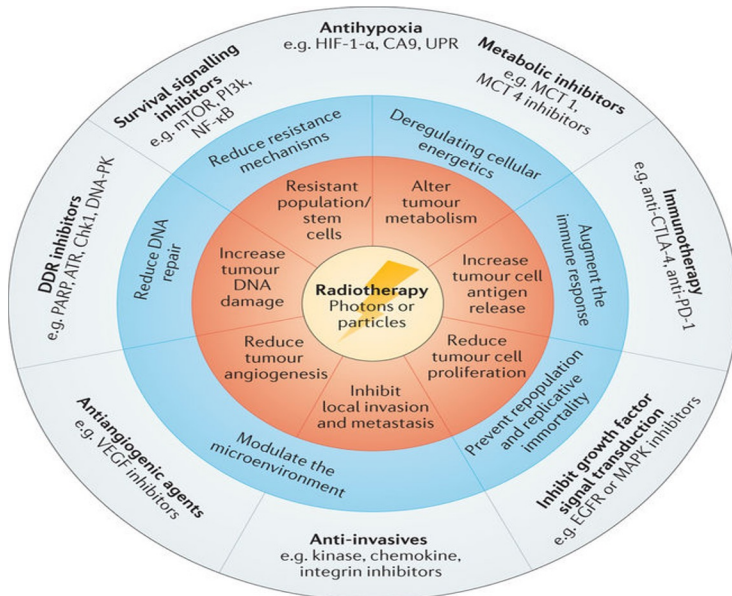 Antihypoxia
e.g. HIF-1-α, CA9, UPR
Metabolic inhibitors
e.g. MCT 1,
MCT 4 inhibitors
Immunotherapy
e.g. anti-CTLA-4, anti-PD-1
Inhibit growth factor
signal transduction
e.g. EGFR or MAPK inhibitors
Anti-invasives
e.g. kinase, chemokine,
integrin inhibitors
Antiangiogenic agents
e.g. VEGF inhibitors
DDR inhibitors
e.g. PARP, ATR, Chk1, DNA-PK
Survival signalling
inhibitors
e.g. mTOR, PI3k,
NF-κB
Reduce resistance
mechanisms
Deregulating cellular
energetics
Augment the
immune response
Prevent repopulation
and replicative
immortality
Modulate the
microenvironment
Reduce DNA
repair
Resistant
population/
stem
cells
Alter
tumour
metabolism
Increase
tumour cell
antigen
release
Reduce
tumour cell
proliferation
Inhibit
local invasion
and metastasis
Reduce
tumour
angiogenesis
Increase
tumour
DNA
damage
Radiotherapy
Photons or
particles